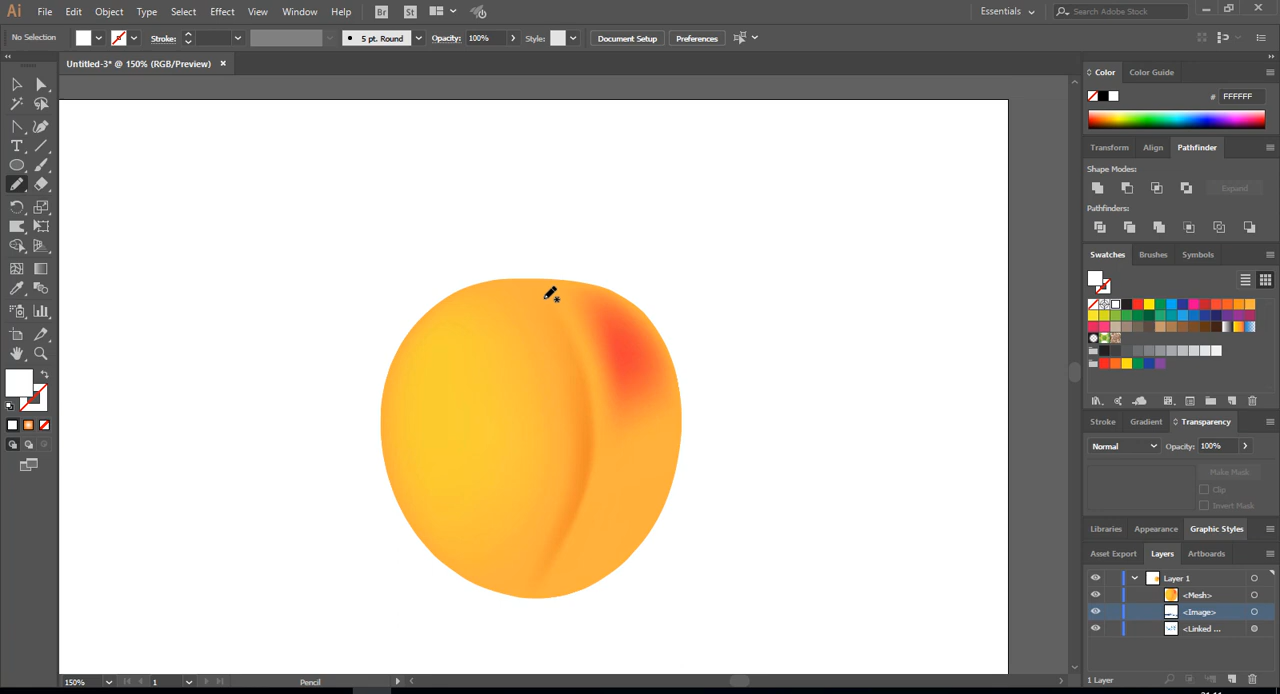 Ai File Edit Object Type Select Effect View Window Help Br St Essentials Search Adobe Stock
No Selection Stroke: 5 pt. Round Opacity: 100% Style: Document Setup Preferences
Untitled-3* @ 150% (RGB/Preview)
Color Color Guide
# FFFFFF
Transform Align Pathfinder
Shape Modes:
Expand
Pathfinders:
Swatches Brushes Symbols
Stroke Gradient Transparency
Normal Opacity: 100%
Make Mask
Clip
Invert Mask
Libraries Appearance Graphic Styles
Asset Export Layers Artboards
Layer 1
<Mesh>
<Image>
<Linked ...
150% 1 Pencil 1 Layer